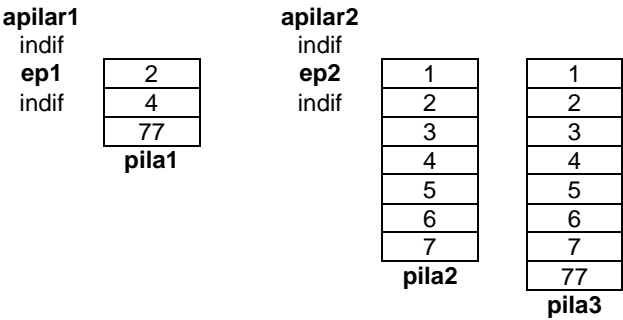 apilar1 apilar2
indif indif
ep1 2 ep2 1 1
indif 4 indif 2 2
77 3 3
pila1 4 4
5 5
6 6
7 7
pila2 77
pila3